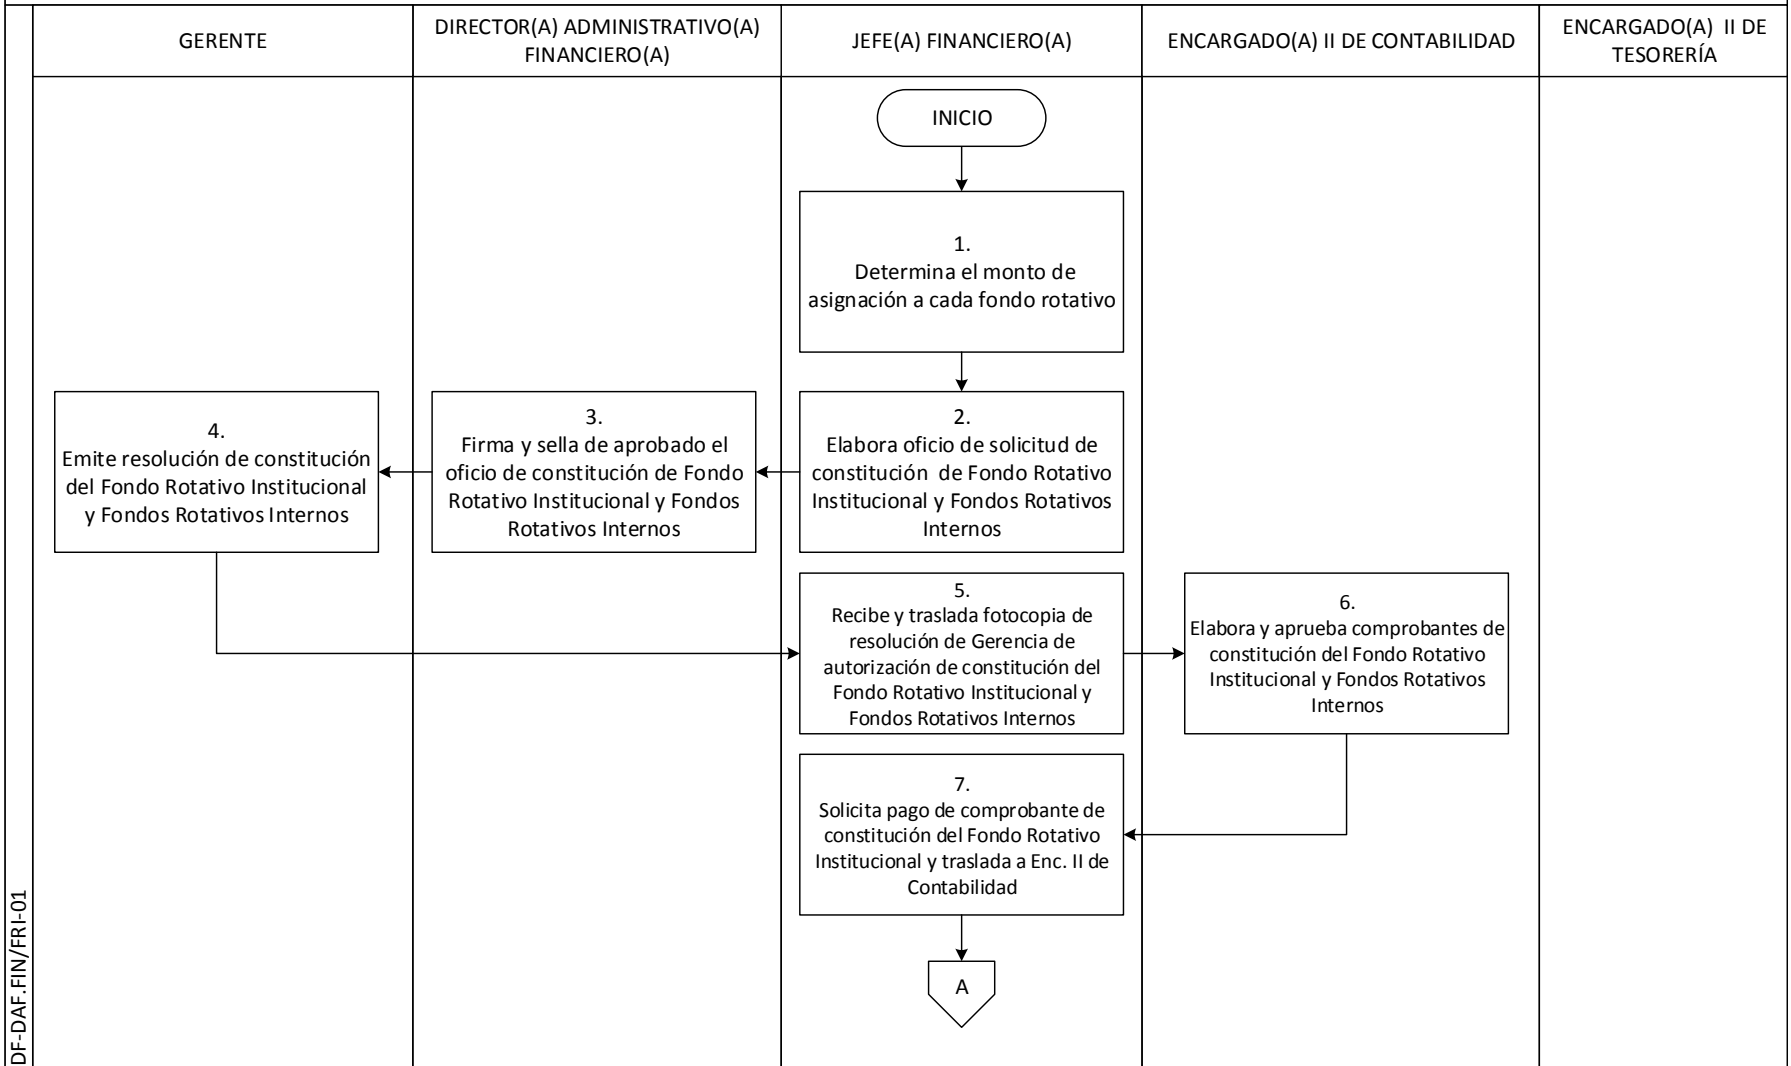 GERENTE
DIRECTOR(A) ADMINISTRATIVO(A)
FINANCIERO(A)
JEFE(A) FINANCIERO(A)
ENCARGADO(A) II DE CONTABILIDAD
ENCARGADO(A) II DE
TESORERÍA
INICIO
1.
Determina el monto de
asignación a cada fondo rotativo
2.
Elabora oficio de solicitud de
constitución de Fondo Rotativo
Institucional y Fondos Rotativos
Internos
3.
Firma y sella de aprobado el
oficio de constitución de Fondo
Rotativo Institucional y Fondos
Rotativos Internos
4.
Emite resolución de constitución
del Fondo Rotativo Institucional
y Fondos Rotativos Internos
5.
Recibe y traslada fotocopia de
resolución de Gerencia de
autorización de constitución del
Fondo Rotativo Institucional y
Fondos Rotativos Internos
6.
Elabora y aprueba comprobantes de
constitución del Fondo Rotativo
Institucional y Fondos Rotativos
Internos
7.
Solicita pago de comprobante de
constitución del Fondo Rotativo
Institucional y traslada a Enc. II de
Contabilidad
A
DF-DAF.FIN/FRI-01